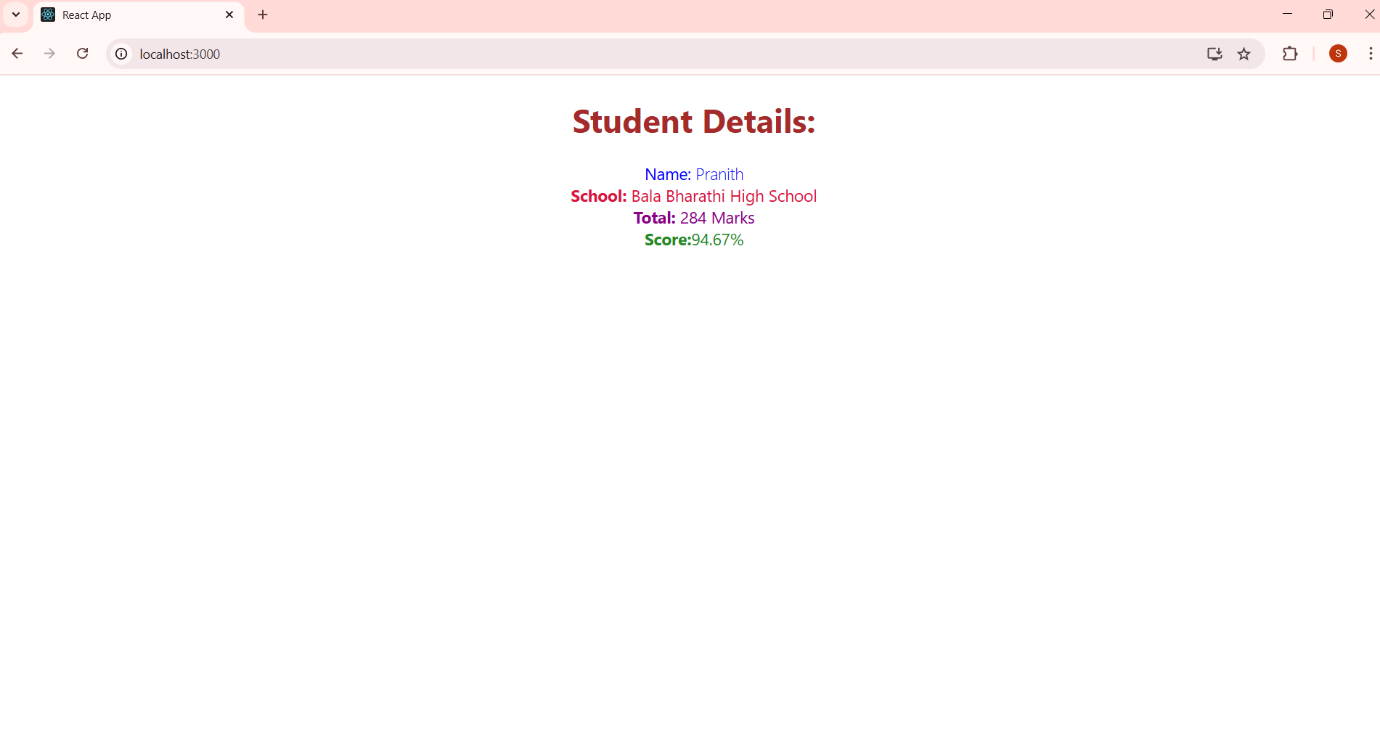 React App
localhost:3000
S
Student Details:
Name: Pranith
School: Bala Bharathi High School
Total: 284 Marks
Score:94.67%